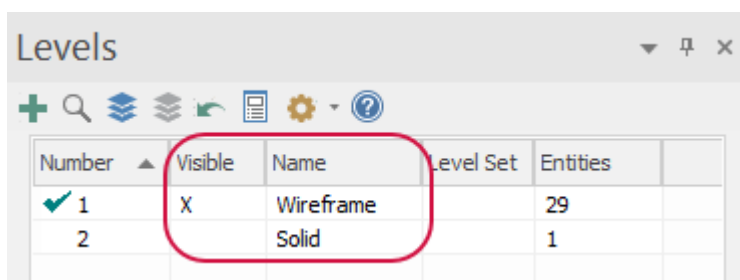 Levels
Number Visible Name Level Set Entities
1 X Wireframe 29
2 Solid 1